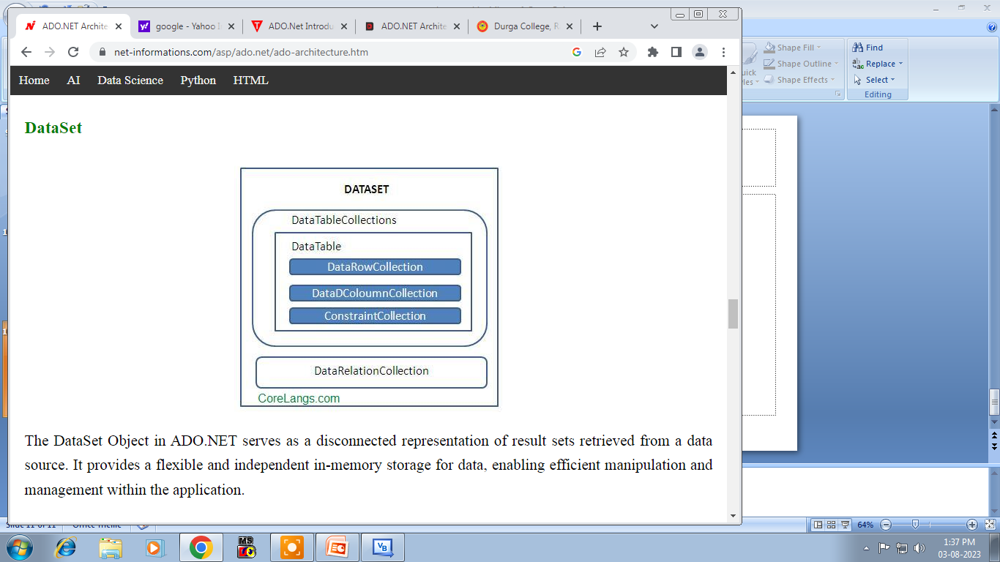 ADO.NET Archite
google - Yahoo I
ADO.Net Introdu
ADO.NET Archite
Durga College, R
net-informations.com/asp/ado.net/ado-architecture.htm
Home AI Data Science Python HTML
Shape Fill
Shape Outline
Shape Effects
Find
Replace
Select
Editing
DataSet
DATASET
DataTableCollections
DataTable
DataRowCollection
DataDColoumnCollection
ConstraintCollection
DataRelationCollection
CoreLangs.com
The DataSet Object in ADO.NET serves as a disconnected representation of result sets retrieved from a data
source. It provides a flexible and independent in-memory storage for data, enabling efficient manipulation and
management within the application.
64%
1:37 PM
03-08-2023